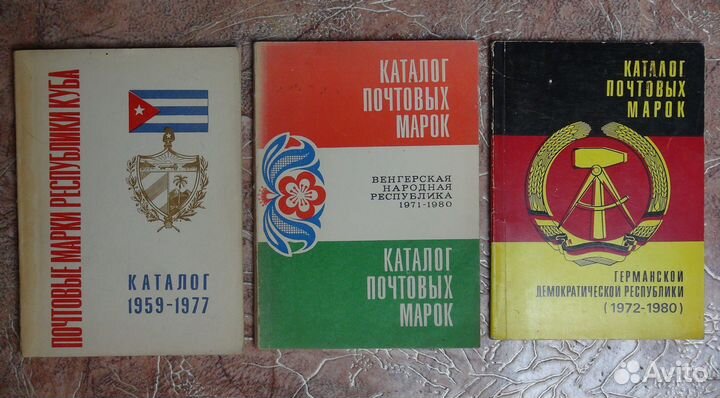 ПОЧТОВЫЕ МАРКИ РЕСПУБЛИКИ КУБА
КАТАЛОГ
1959-1977
КАТАЛОГ
ПОЧТОВЫХ
МАРОК
ВЕНГЕРСКАЯ
НАРОДНАЯ
РЕСПУБЛИКА
1971-1980
КАТАЛОГ
ПОЧТОВЫХ
МАРОК
КАТАЛОГ
ПОЧТОВЫХ
МАРОК
ГЕРМАНСКОЙ
ДЕМОКРАТИЧЕСКОЙ РЕСПУБЛИКИ
(1972-1980)
Avito